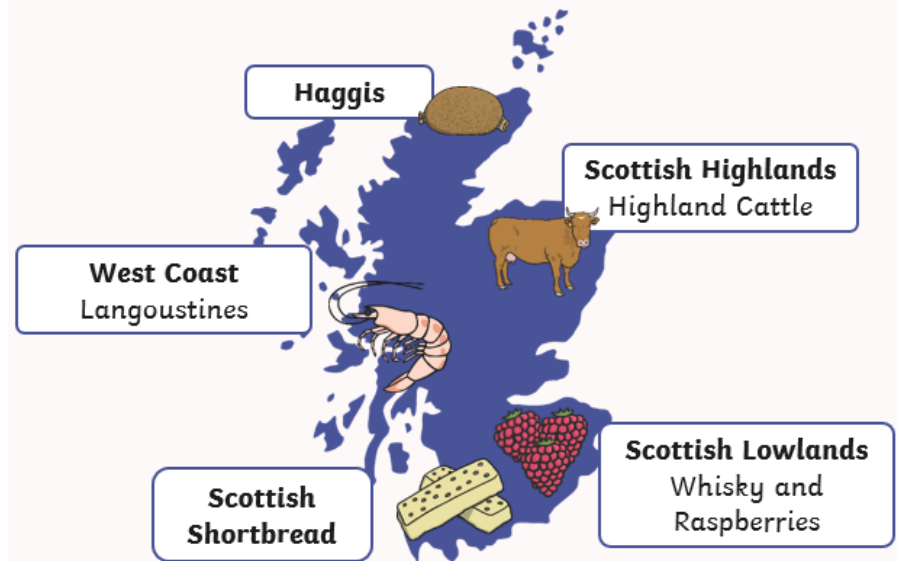 Haggis
Scottish Highlands
Highland Cattle
West Coast
Langoustines
Scottish Lowlands
Whisky and
Raspberries
Scottish
Shortbread